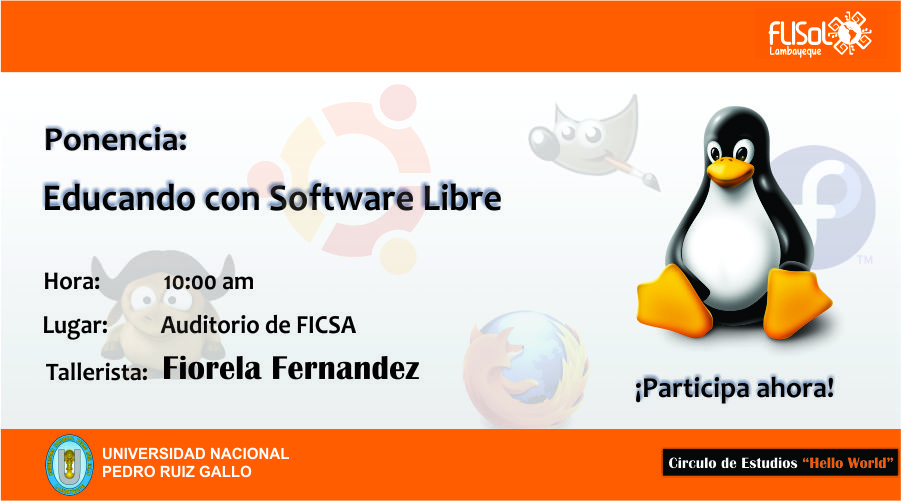 FLISoL
Lambayeque
Ponencia:
Educando con Software Libre
Hora: 10:00 am
Lugar: Auditorio de FICSA
Tallerista: Fiorela Fernandez
¡Participa ahora!
TM
UNIVERSIDAD NACIONAL
PEDRO RUIZ GALLO
Circulo de Estudios “Hello World”